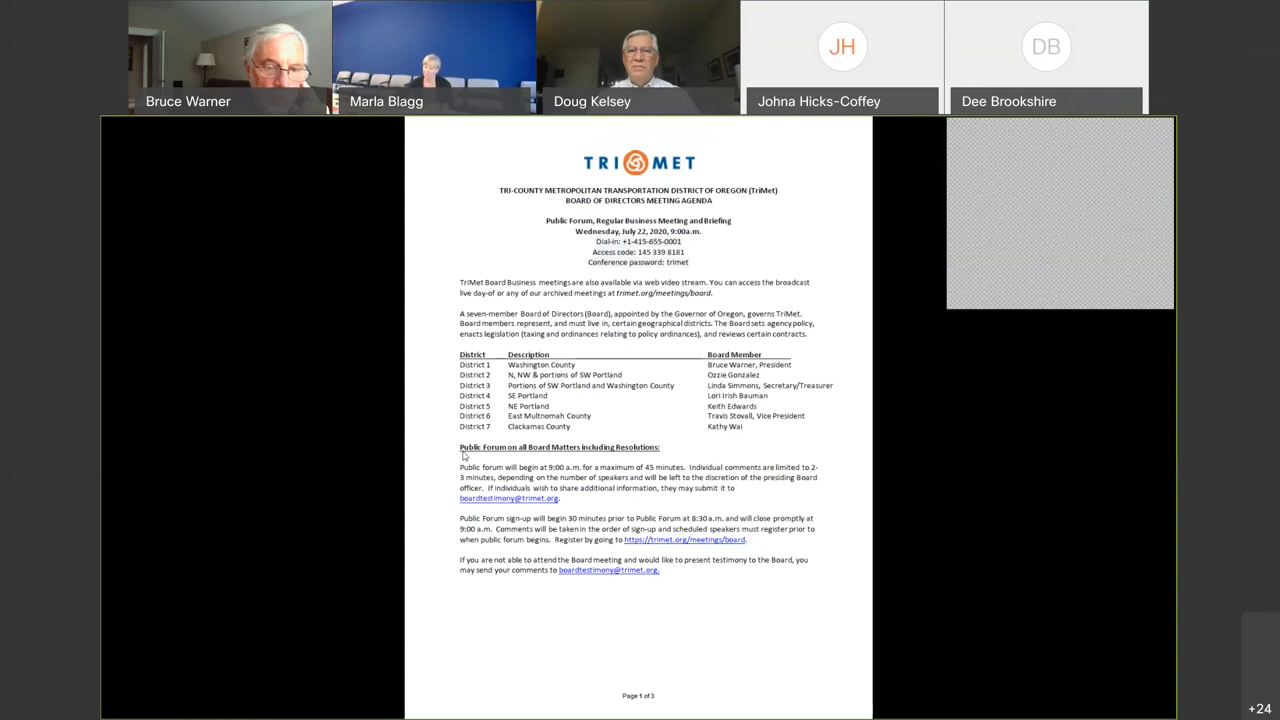 Bruce Warner
Marla Blagg
Doug Kelsey
JH
Johna Hicks-Coffey
DB
Dee Brookshire
TRI MET
TRI-COUNTY METROPOLITAN TRANSPORTATION DISTRICT OF OREGON (TriMet)
BOARD OF DIRECTORS MEETING AGENDA
Public Forum, Regular Business Meeting and Briefing
Wednesday, July 22, 2020, 9:00a.m.
Dial-in: +1-415-655-0001
Access code: 145 339 8181
Conference password: trimet
TriMet Board Business meetings are also available via web video stream. You can access the broadcast
live day-of or any of our archived meetings at trimet.org/meetings/board.
A seven-member Board of Directors (Board), appointed by the Governor of Oregon, governs TriMet.
Board members represent, and must live in, certain geographical districts. The Board sets agency policy,
enacts legislation (taxing and ordinances relating to policy ordinances), and reviews certain contracts.
District Description Board Member
District 1 Washington County Bruce Warner, President
District 2 N, NW & portions of SW Portland Ozzie Gonzalez
District 3 Portions of SW Portland and Washington County Linda Simmons, Secretary/Treasurer
District 4 SE Portland Lori Irish Bauman
District 5 NE Portland Keith Edwards
District 6 East Multnomah County Travis Stovall, Vice President
District 7 Clackamas County Kathy Wai
Public Forum on all Board Matters including Resolutions:
Public forum will begin at 9:00 a.m. for a maximum of 45 minutes. Individual comments are limited to 2-
3 minutes, depending on the number of speakers and will be left to the discretion of the presiding Board
officer. If individuals wish to share additional information, they may submit it to
boardtestimony@trimet.org.
Public Forum sign-up will begin 30 minutes prior to Public Forum at 8:30 a.m. and will close promptly at
9:00 a.m. Comments will be taken in the order of sign-up and scheduled speakers must register prior to
when public forum begins. Register by going to https://trimet.org/meetings/board.
If you are not able to attend the Board meeting and would like to present testimony to the Board, you
may send your comments to boardtestimony@trimet.org.
Page 1 of 3
+24